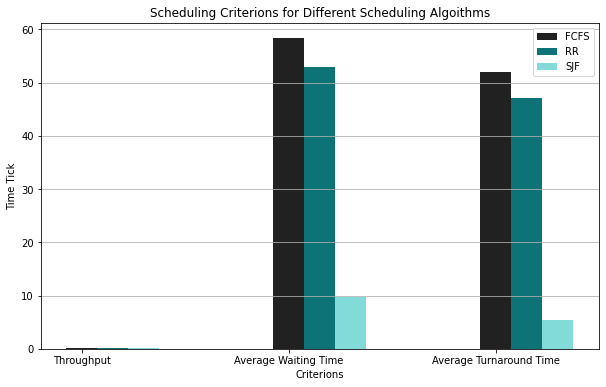 Scheduling Criterions for Different Scheduling Algoithms
FCFS
RR
SJF
60
50
40
30
20
10
0
Time Tick
Throughput
Average Waiting Time
Average Turnaround Time
Criterions